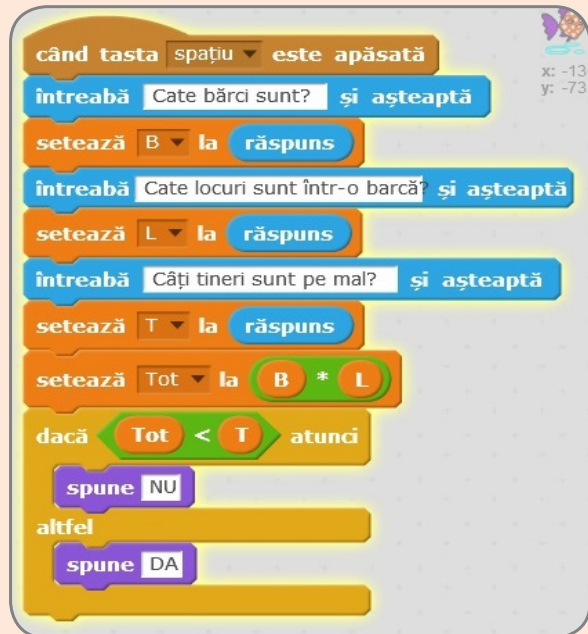 când tasta spațiu este apăsată
x: -13
y: -73
întreabă Cate bărci sunt? și așteaptă
setează B la răspuns
întreabă Cate locuri sunt într-o barcă? și așteaptă
setează L la răspuns
întreabă Câți tineri sunt pe mal? și așteaptă
setează T la răspuns
setează Tot la B * L
dacă Tot < T atunci
spune NU
altfel
spune DA